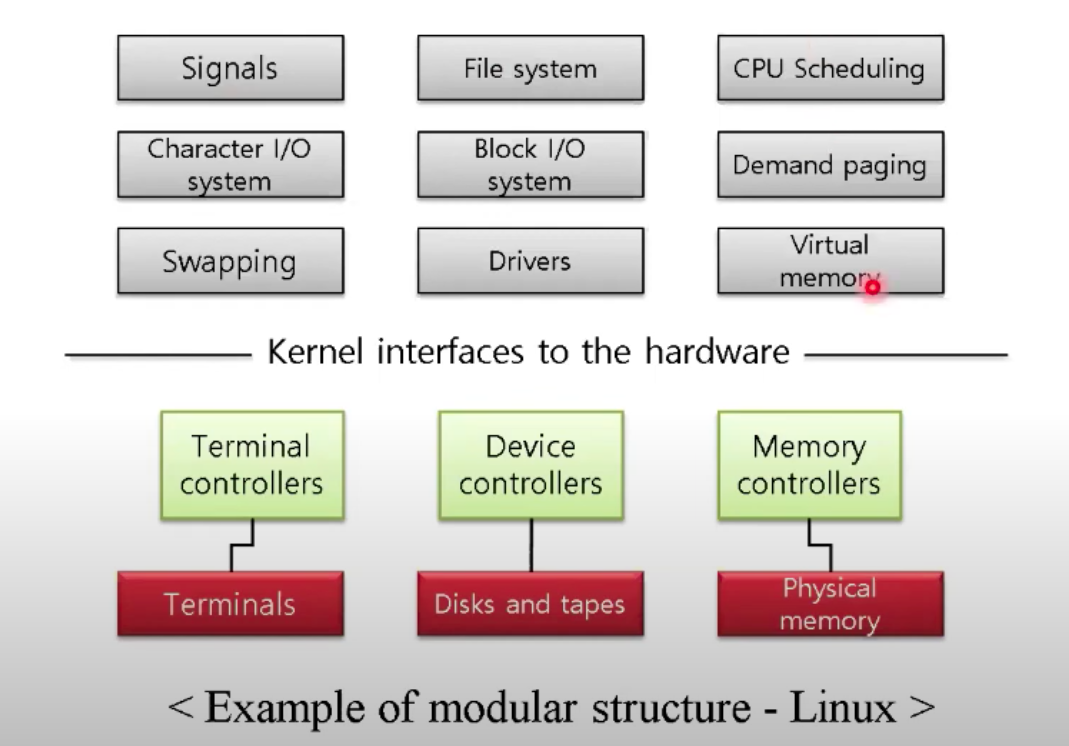 Signals
File system
CPU Scheduling
Character I/O
system
Block I/O
system
Demand paging
Swapping
Drivers
Virtual
memory
Kernel interfaces to the hardware
Terminal
controllers
Device
controllers
Memory
controllers
Terminals
Disks and tapes
Physical
memory
< Example of modular structure - Linux >